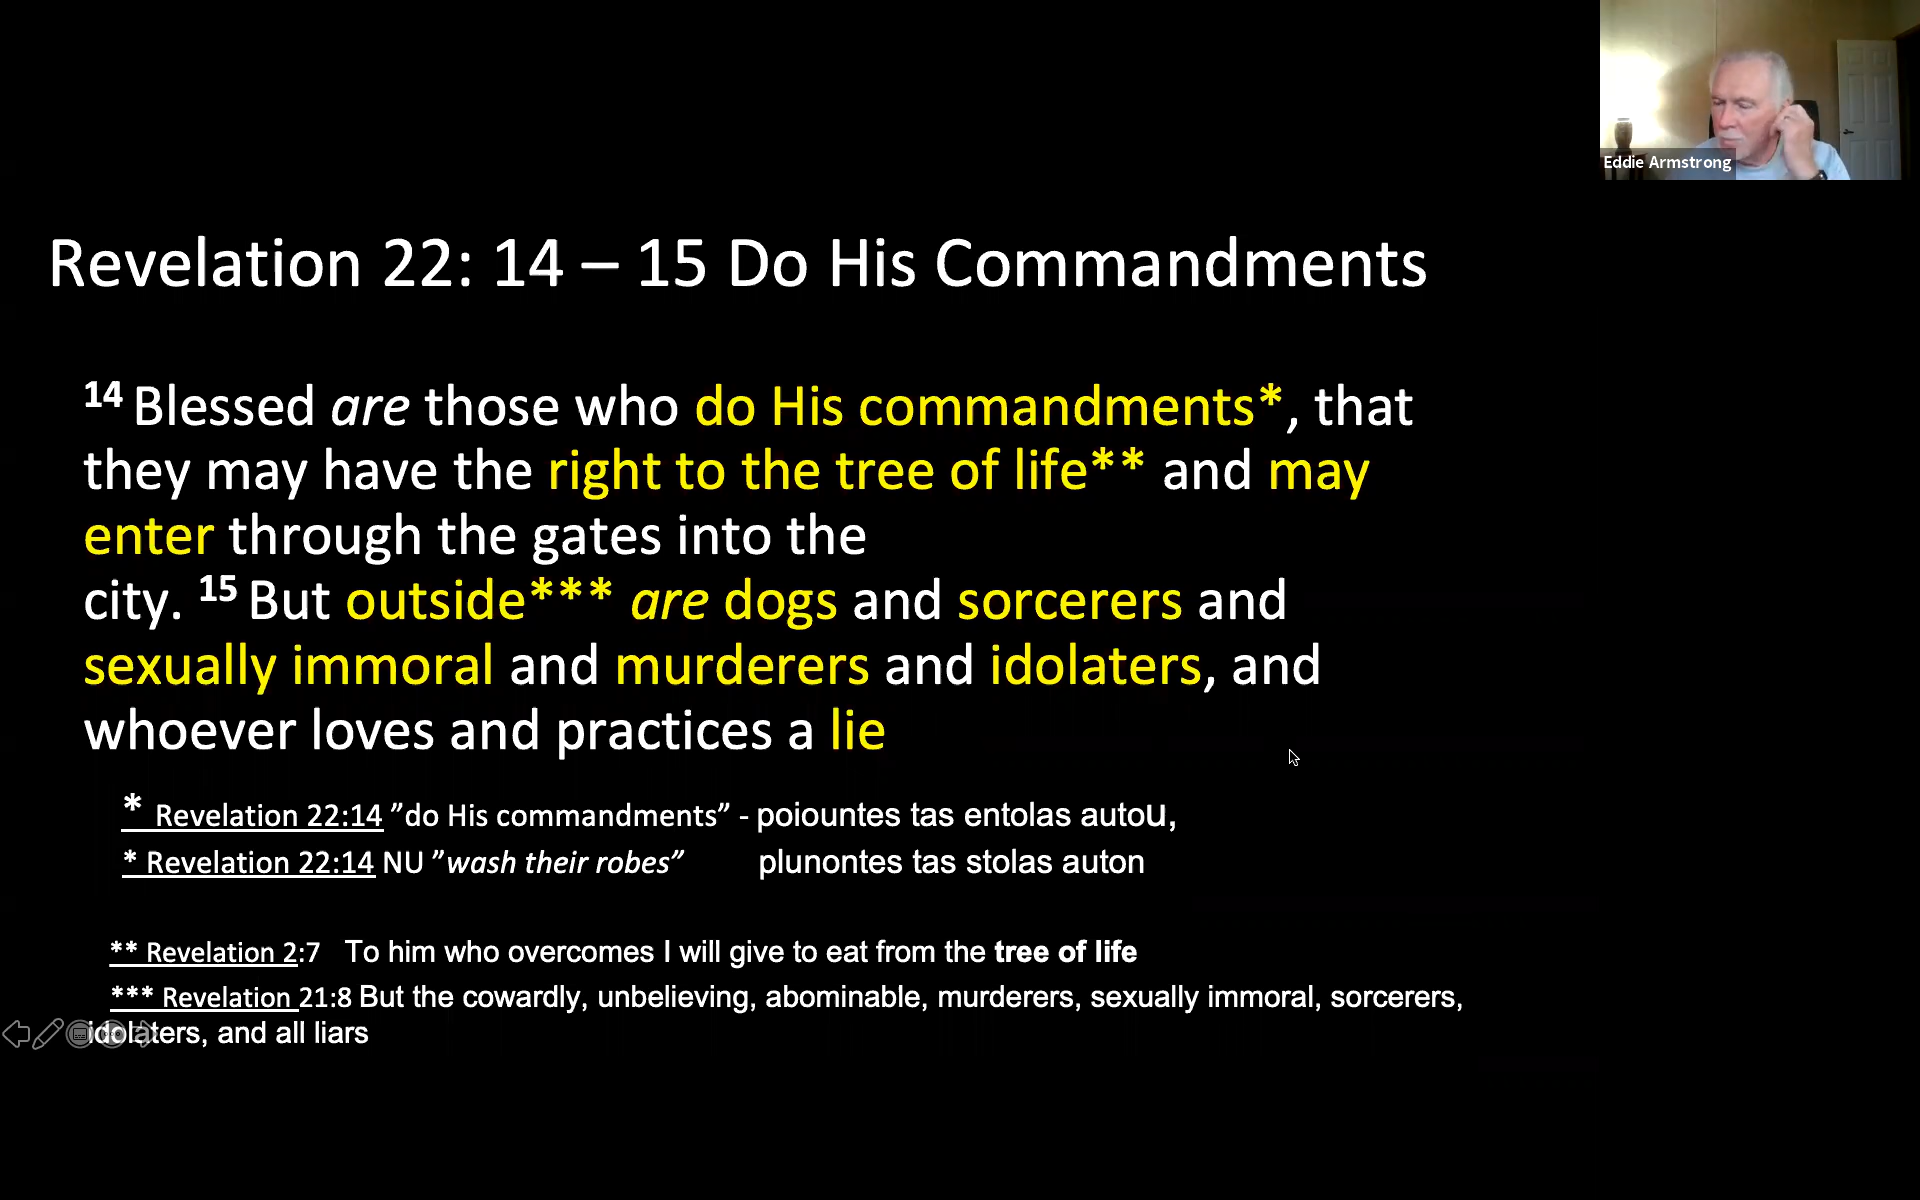 Eddie Armstrong
Revelation 22: 14 – 15 Do His Commandments
14 Blessed are those who do His commandments*, that
they may have the right to the tree of life** and may
enter through the gates into the
city. 15 But outside*** are dogs and sorcerers and
sexually immoral and murderers and idolaters, and
whoever loves and practices a lie
* Revelation 22:14 ”do His commandments” - poiountes tas entolas autou,
* Revelation 22:14 NU ”wash their robes” plunontes tas stolas auton
** Revelation 2:7 To him who overcomes I will give to eat from the tree of life
*** Revelation 21:8 But the cowardly, unbelieving, abominable, murderers, sexually immoral, sorcerers,
idolaters, and all liars